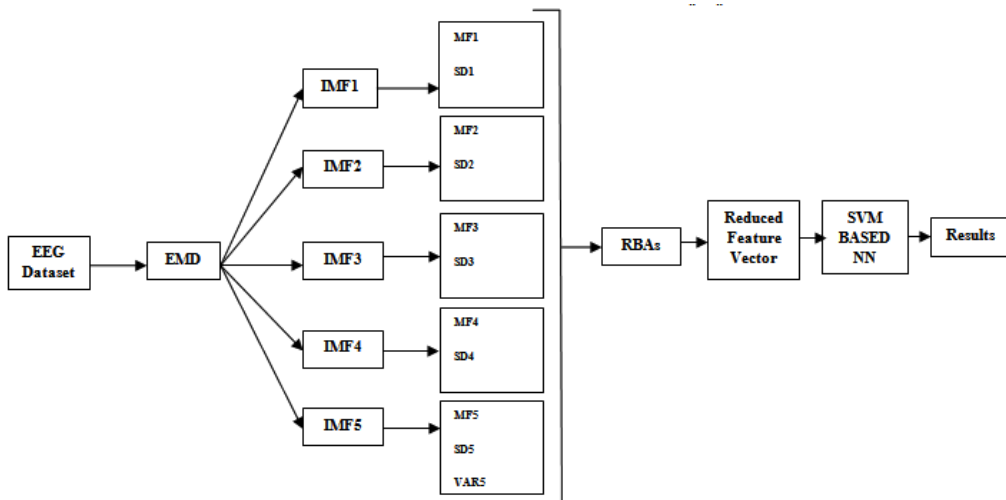 EEG
Dataset
EMD
IMF1
IMF2
IMF3
IMF4
IMF5
MF1
SD1
MF2
SD2
MF3
SD3
MF4
SD4
MF5
SD5
VAR5
RBAs
Reduced
Feature
Vector
SVM
BASED
NN
Results